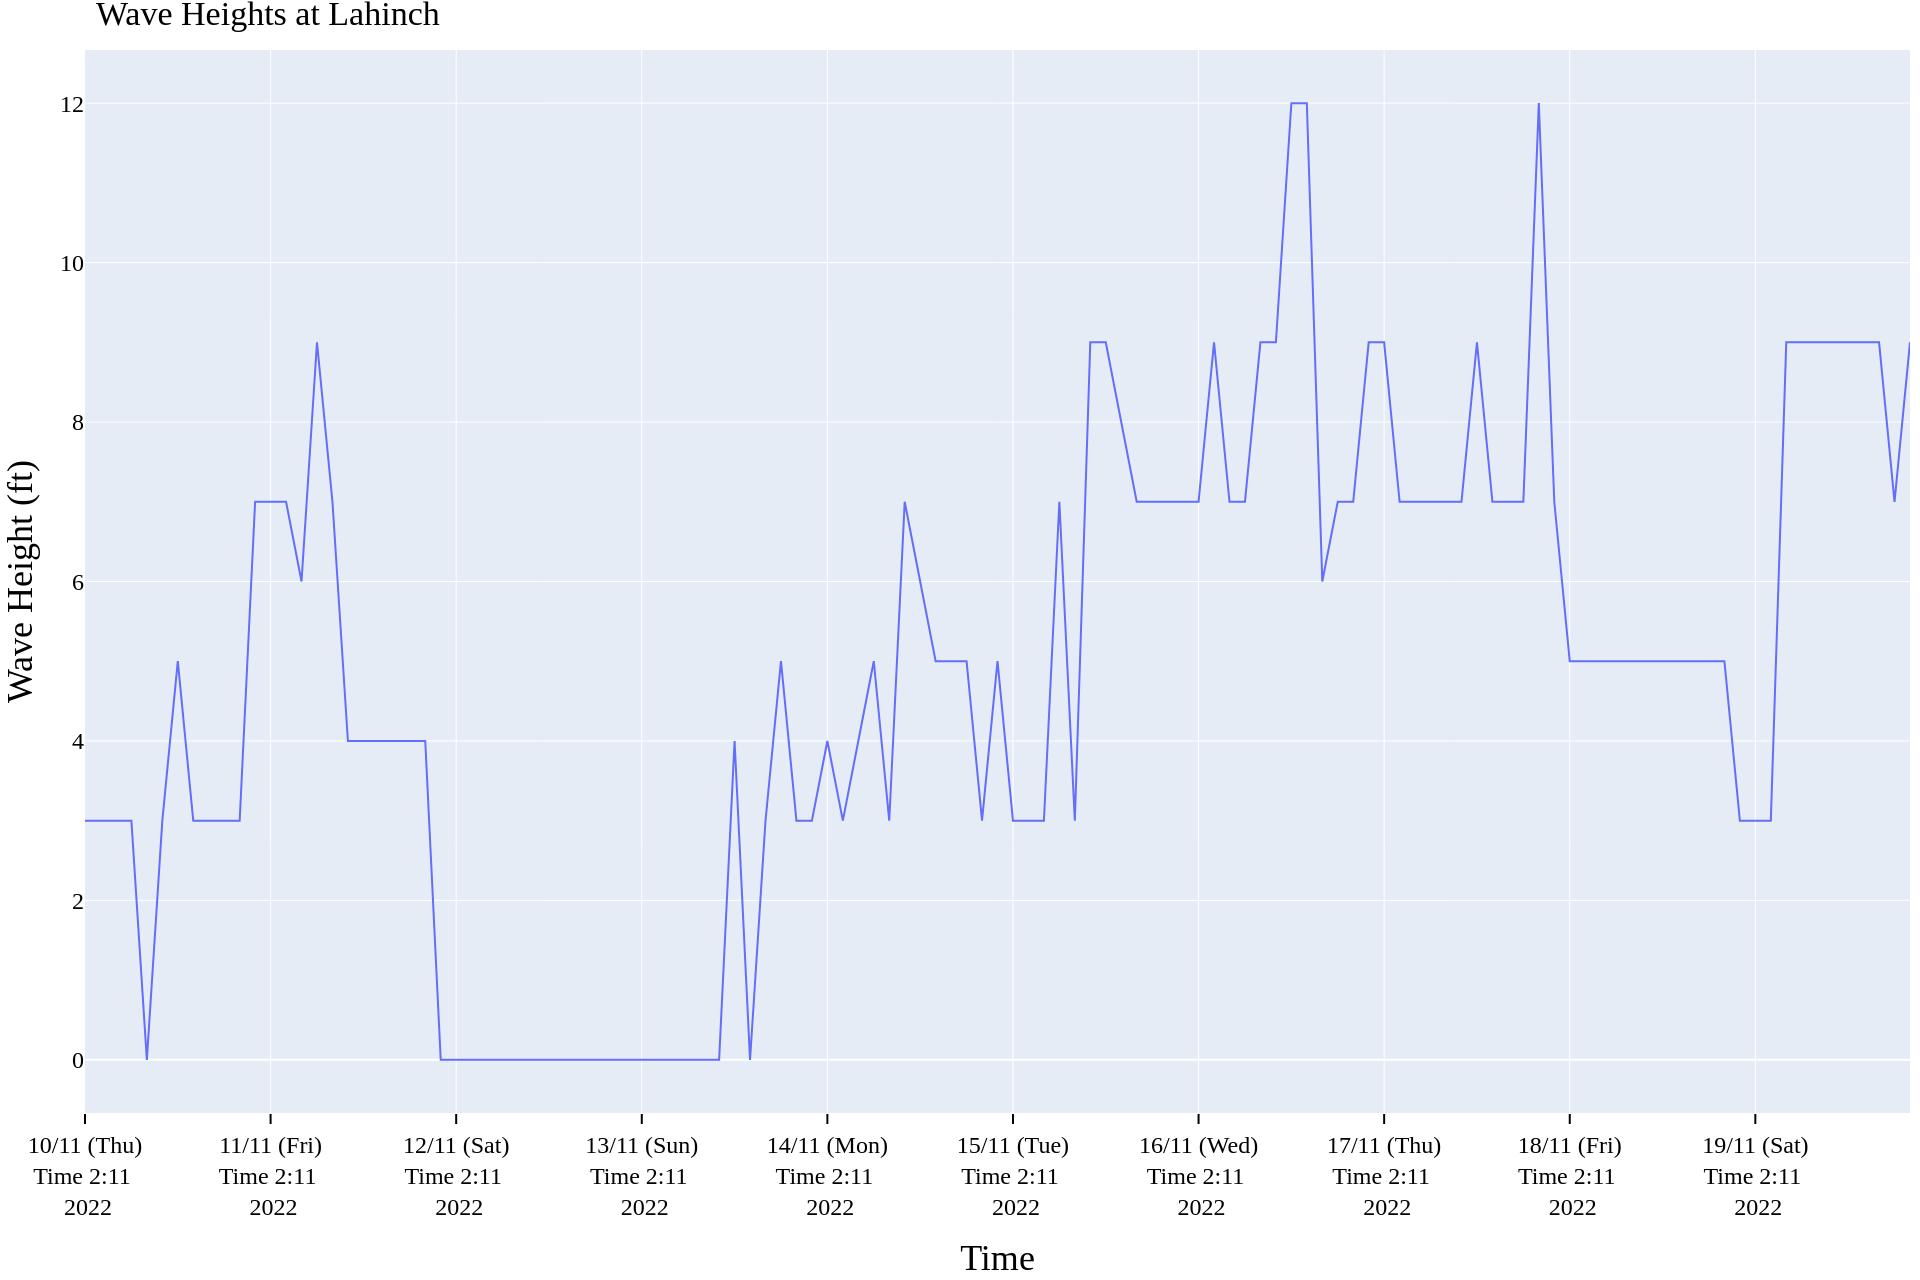 Wave Heights at Lahinch
Wave Height (ft)
12
10
8
6
4
2
0
10/11 (Thu)
Time 2:11
2022
11/11 (Fri)
Time 2:11
2022
12/11 (Sat)
Time 2:11
2022
13/11 (Sun)
Time 2:11
2022
14/11 (Mon)
Time 2:11
2022
15/11 (Tue)
Time 2:11
2022
16/11 (Wed)
Time 2:11
2022
17/11 (Thu)
Time 2:11
2022
18/11 (Fri)
Time 2:11
2022
19/11 (Sat)
Time 2:11
2022
Time